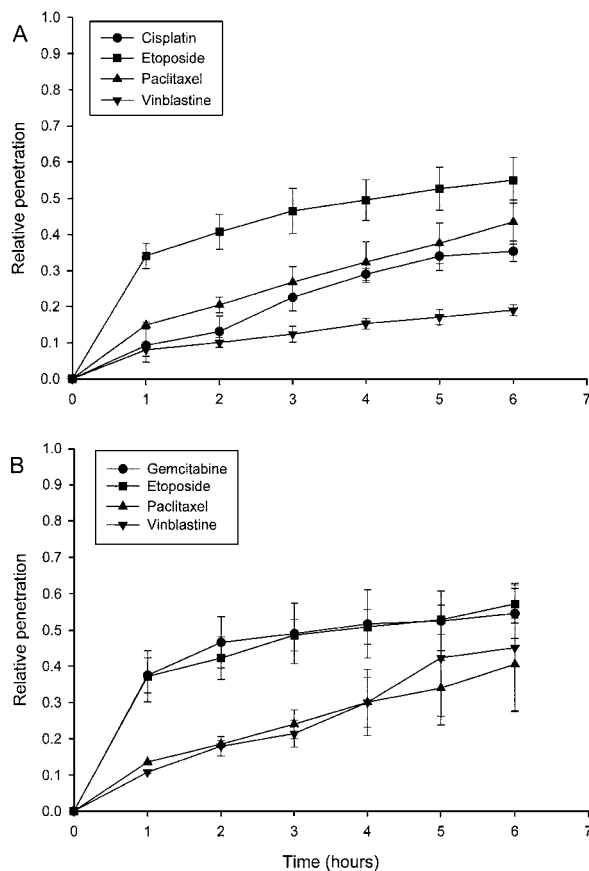 A
Cisplatin
Etoposide
Paclitaxel
Vinblastine
Relative penetration
1.0
0.9
0.8
0.7
0.6
0.5
0.4
0.3
0.2
0.1
0.0
0 1 2 3 4 5 6 7
B
Gemcitabine
Etoposide
Paclitaxel
Vinblastine
Relative penetration
1.0
0.9
0.8
0.7
0.6
0.5
0.4
0.3
0.2
0.1
0.0
0 1 2 3 4 5 6 7
Time (hours)